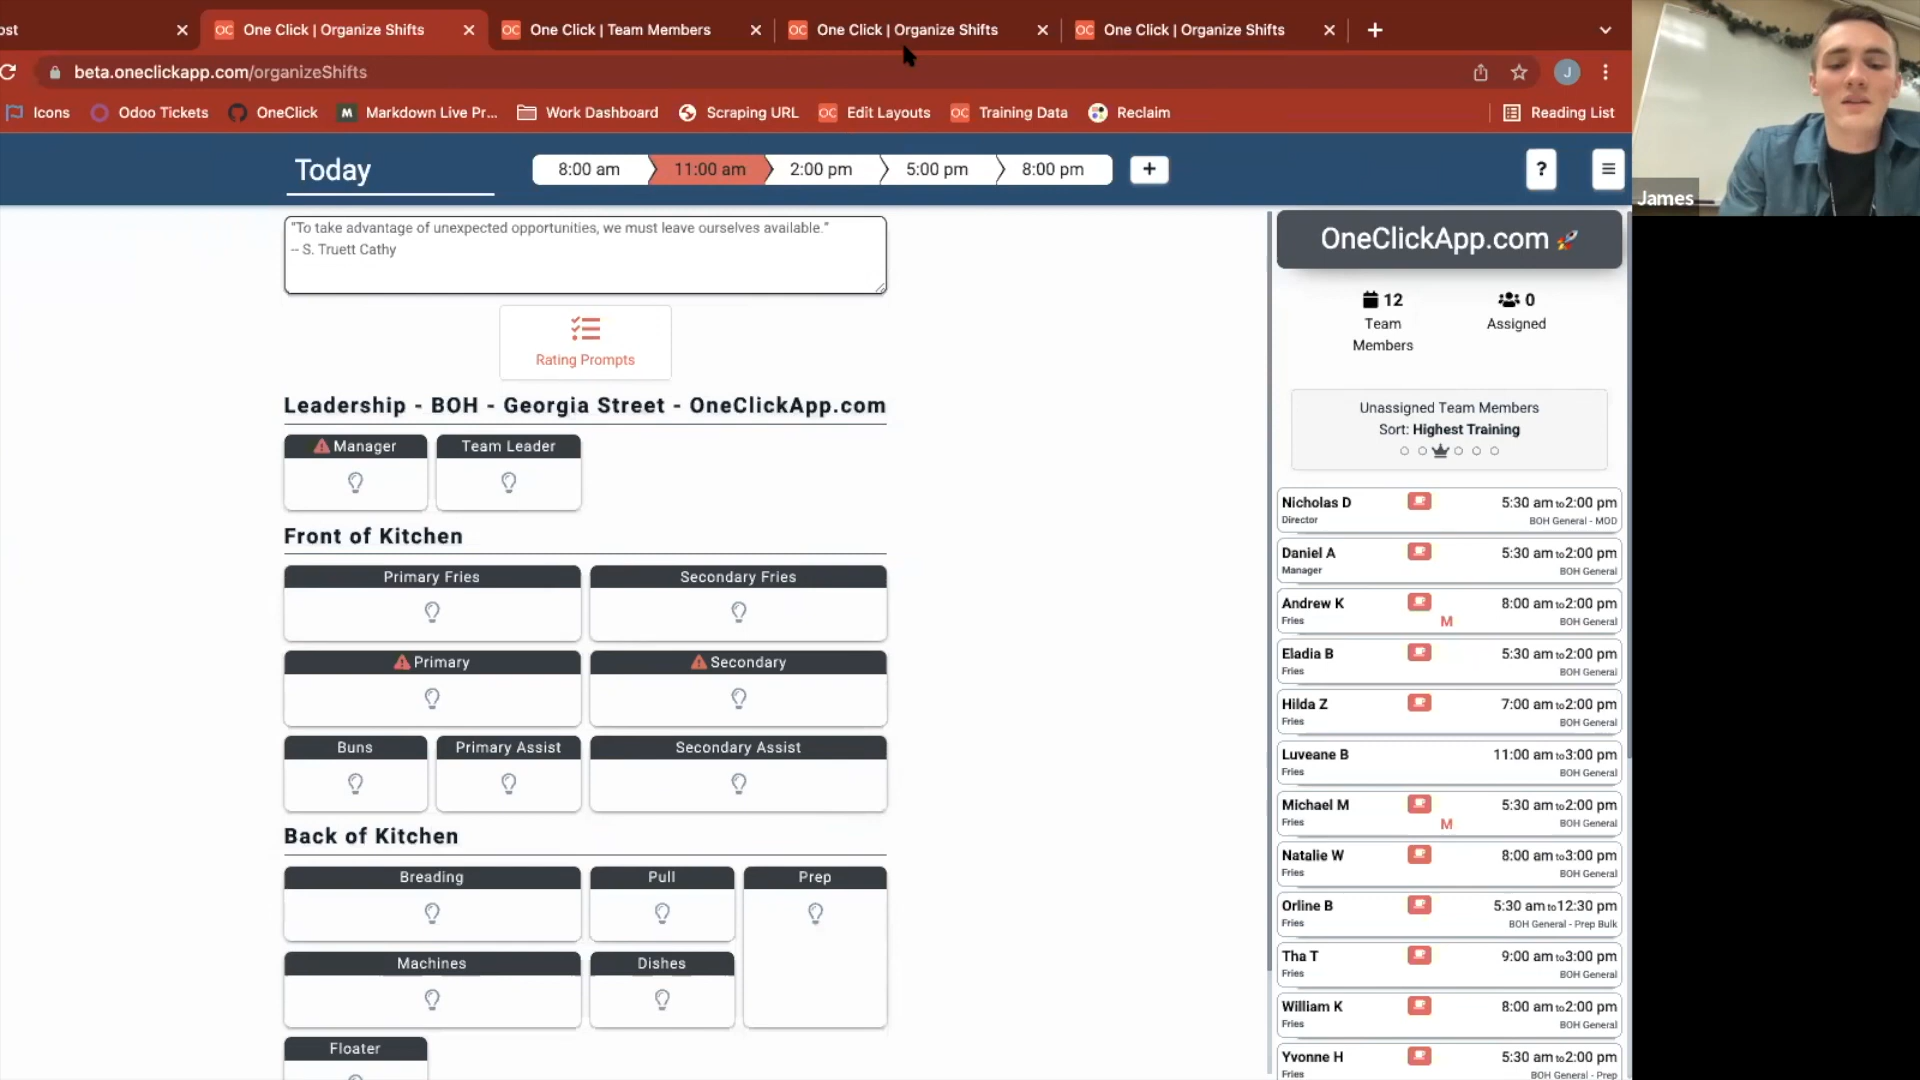 ost
One Click | Organize Shifts
One Click | Team Members
One Click | Organize Shifts
One Click | Organize Shifts
beta.oneclickapp.com/organizeShifts
J
Icons
Odoo Tickets
OneClick
M Markdown Live Pr...
Work Dashboard
Scraping URL
OC Edit Layouts
OC Training Data
Reclaim
Reading List
Today
8:00 am
11:00 am
2:00 pm
5:00 pm
8:00 pm
+
?
James
"To take advantage of unexpected opportunities, we must leave ourselves available."
-- S. Truett Cathy
Rating Prompts
Leadership - BOH - Georgia Street - OneClickApp.com
Manager
Team Leader
Front of Kitchen
Primary Fries
Secondary Fries
Primary
Secondary
Buns
Primary Assist
Secondary Assist
Back of Kitchen
Breading
Pull
Prep
Machines
Dishes
Floater
OneClickApp.com
12
Team
Members
0
Assigned
Unassigned Team Members
Sort: Highest Training
Nicholas D 5:30 am to 2:00 pm
Director BOH General - MOD
Daniel A 5:30 am to 2:00 pm
Manager BOH General
Andrew K 8:00 am to 2:00 pm
Fries M BOH General
Eladia B 5:30 am to 2:00 pm
Fries BOH General
Hilda Z 7:00 am to 2:00 pm
Fries BOH General
Luveane B 11:00 am to 3:00 pm
Fries BOH General
Michael M 5:30 am to 2:00 pm
Fries M BOH General
Natalie W 8:00 am to 3:00 pm
Fries BOH General
Orline B 5:30 am to 12:30 pm
Fries BOH General - Prep Bulk
Tha T 9:00 am to 3:00 pm
Fries BOH General
William K 8:00 am to 2:00 pm
Fries BOH General
Yvonne H 5:30 am to 2:00 pm
Fries BOH General - Prep